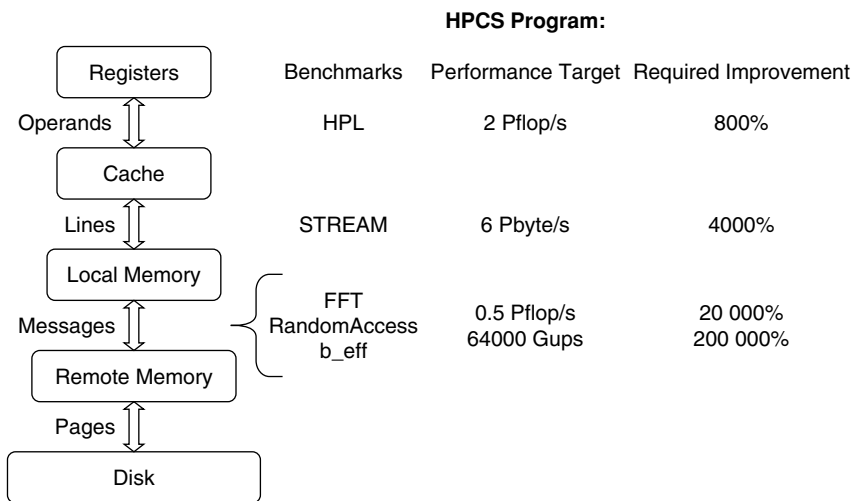 HPCS Program:
Registers
Benchmarks Performance Target Required Improvement
Operands
HPL 2 Pflop/s 800%
Cache
Lines
STREAM 6 Pbyte/s 4000%
Local Memory
Messages
FFT
RandomAccess
b_eff
0.5 Pflop/s 20 000%
64000 Gups 200 000%
Remote Memory
Pages
Disk